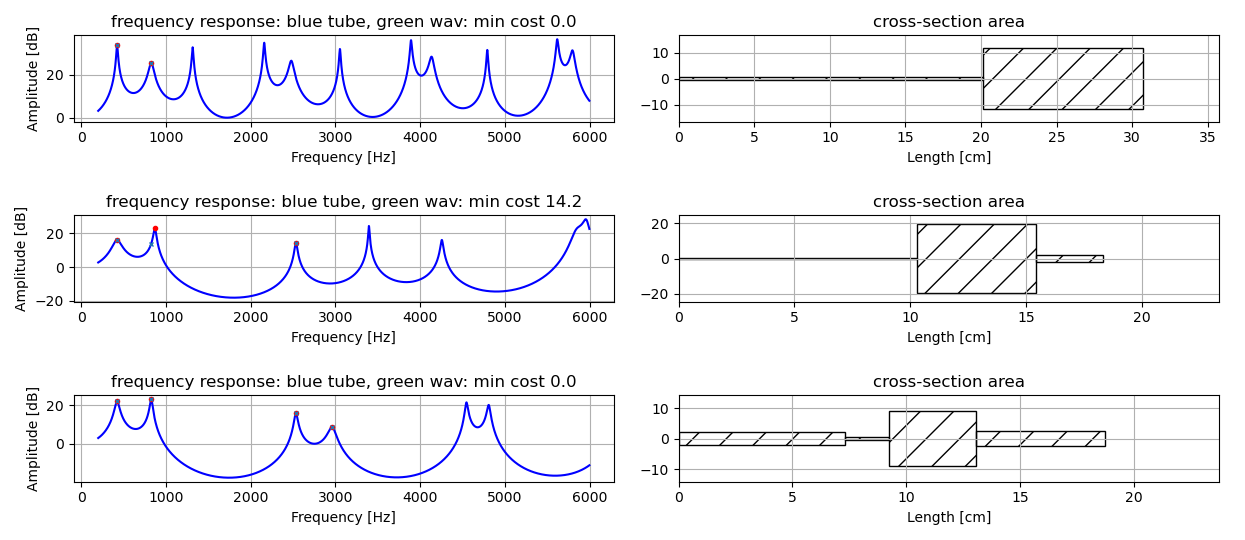 frequency response: blue tube, green wav: min cost 0.0
Amplitude [dB]
20
0
0 1000 2000 3000 4000 5000 6000
Frequency [Hz]
cross-section area
10
0
−10
0 5 10 15 20 25 30 35
Length [cm]
frequency response: blue tube, green wav: min cost 14.2
Amplitude [dB]
20
0
−20
0 1000 2000 3000 4000 5000 6000
Frequency [Hz]
cross-section area
20
0
−20
0 5 10 15 20
Length [cm]
frequency response: blue tube, green wav: min cost 0.0
Amplitude [dB]
20
0
0 1000 2000 3000 4000 5000 6000
Frequency [Hz]
cross-section area
10
0
−10
0 5 10 15 20
Length [cm]